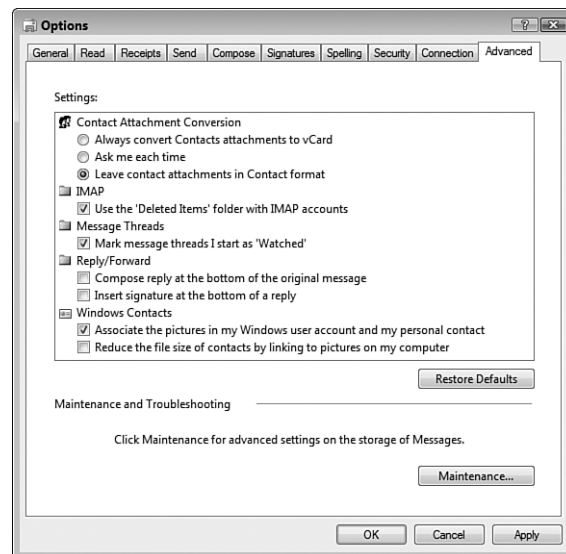 Options
General Read Receipts Send Compose Signatures Spelling Security Connection Advanced
Settings:
Contact Attachment Conversion
Always convert Contacts attachments to vCard
Ask me each time
Leave contact attachments in Contact format
IMAP
Use the 'Deleted Items' folder with IMAP accounts
Message Threads
Mark message threads I start as 'Watched'
Reply/Forward
Compose reply at the bottom of the original message
Insert signature at the bottom of a reply
Windows Contacts
Associate the pictures in my Windows user account and my personal contact
Reduce the file size of contacts by linking to pictures on my computer
Restore Defaults
Maintenance and Troubleshooting
Click Maintenance for advanced settings on the storage of Messages.
Maintenance...
OK Cancel Apply